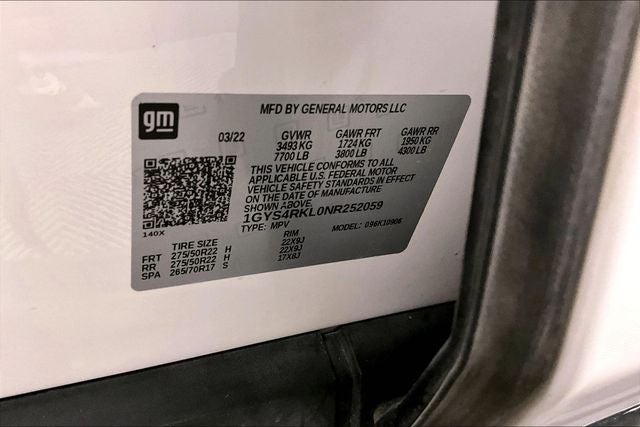 gm
MFD BY GENERAL MOTORS LLC
03/22 GVWR GAWR FRT GAWR RR
3493 KG 1724 KG 1950 KG
7700 LB 3800 LB 4300 LB
THIS VEHICLE CONFORMS TO ALL
APPLICABLE U.S. FEDERAL MOTOR
VEHICLE SAFETY STANDARDS IN EFFECT
ON THE DATE OF MANUFACTURE
SHOWN ABOVE.
1GYS4RKL0NR252059
TYPE: MPV MODEL: 096K10906
140X
TIRE SIZE RIM
FRT 275/50R22 H 22X9J
RR 275/50R22 H 22X9J
SPA 265/70R17 S 17X8J